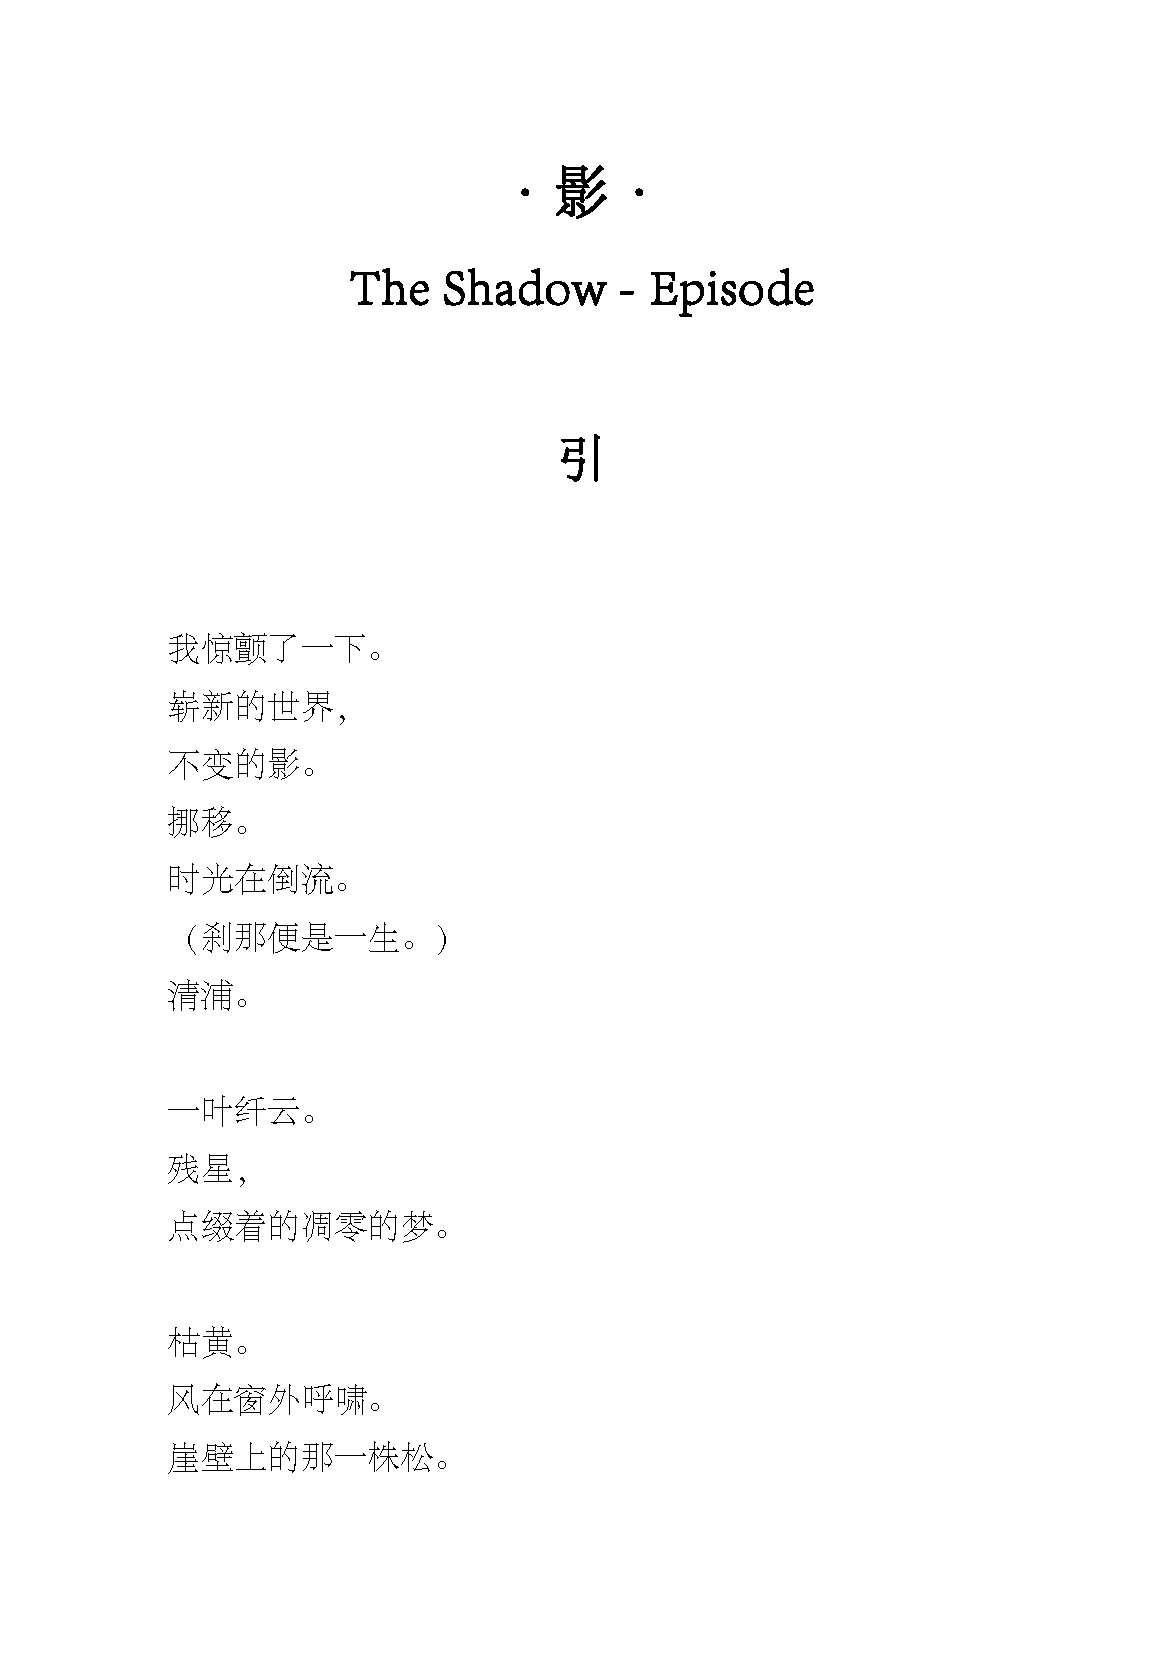 ·影·
The Shadow - Episode
引
我惊颤了一下。
崭新的世界，
不变的影。
挪移。
时光在倒流。
（刹那便是一生。）
清浦。
一叶纤云。
残星，
点缀着的凋零的梦。
枯黄。
风在窗外呼啸。
崖壁上的那一株松。